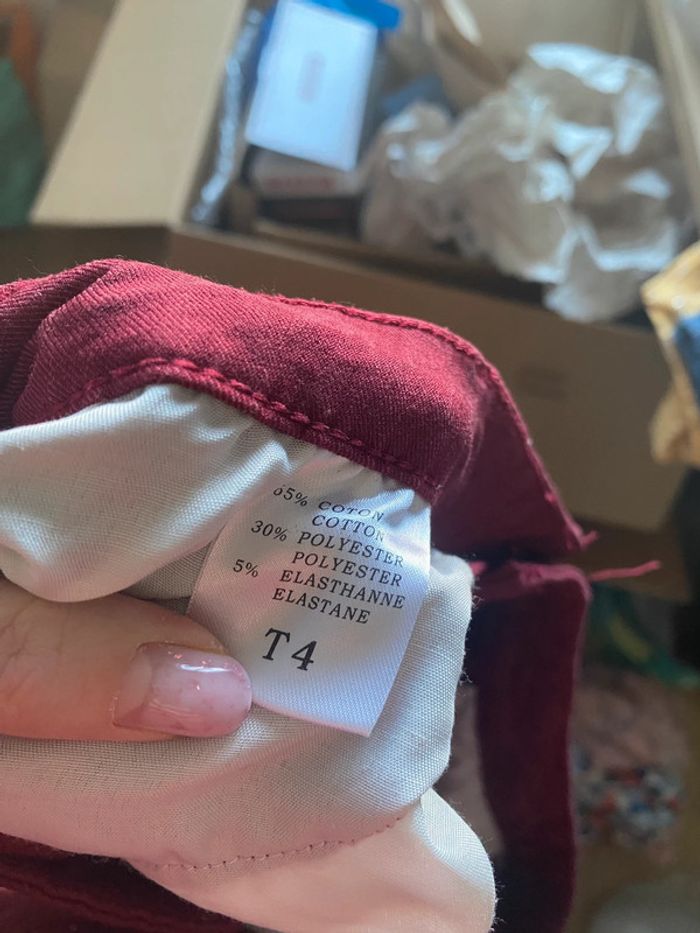 65% COTON
COTTON
30% POLYESTER
POLYESTER
5% ELASTHANNE
ELASTANE
T4